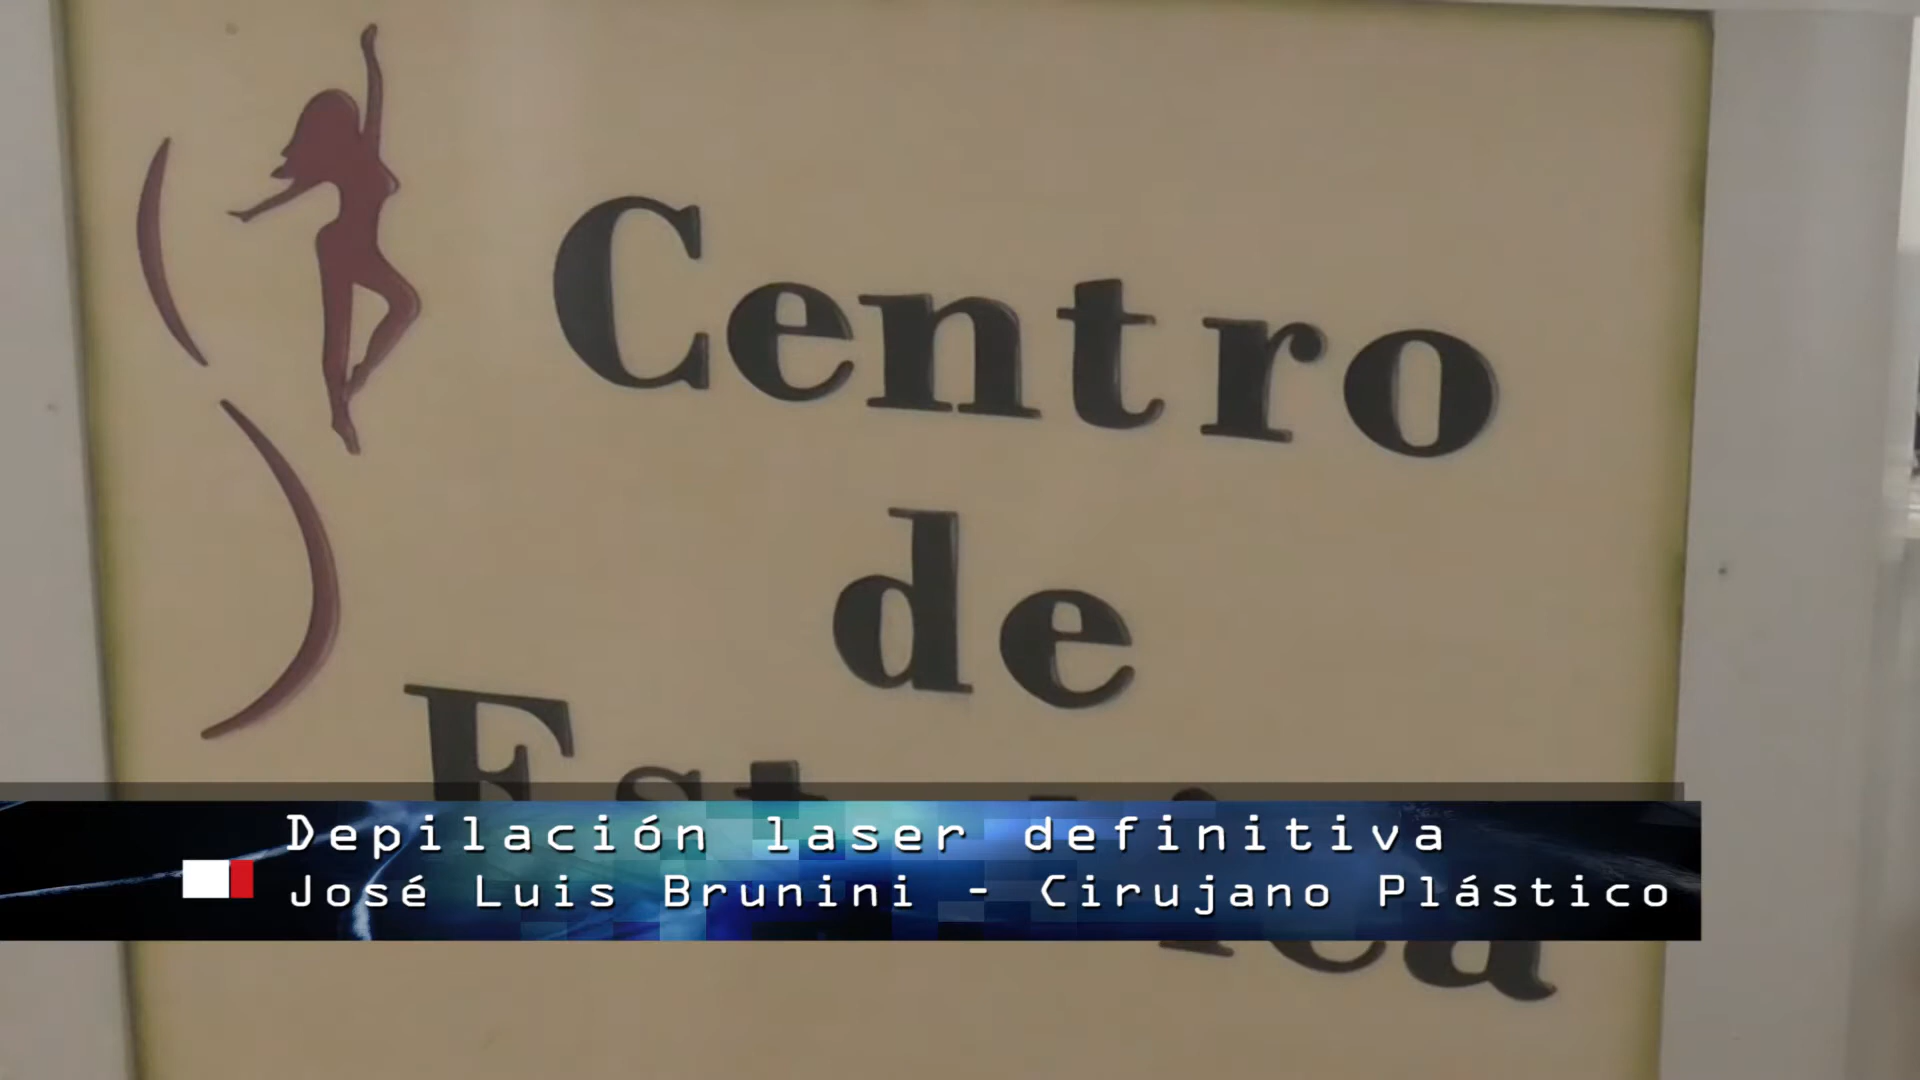 Centro
de
Depilación laser definitiva
José Luis Brunini - Cirujano Plástico